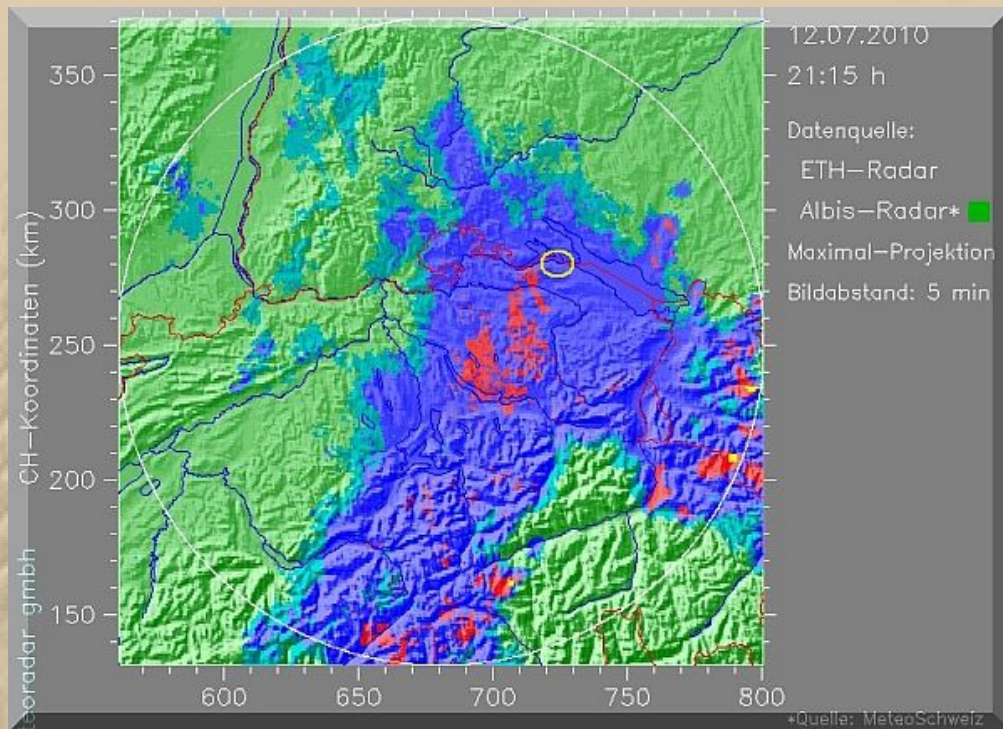 12.07.2010
21:15 h
Datenquelle:
ETH-Radar
Albis-Radar*
Maximal-Projektion
Bildabstand: 5 min
*Quelle: MeteoSchweiz
350
300
250
200
150
600
650
700
750
800
CH-Koordinaten (km)
gmbh